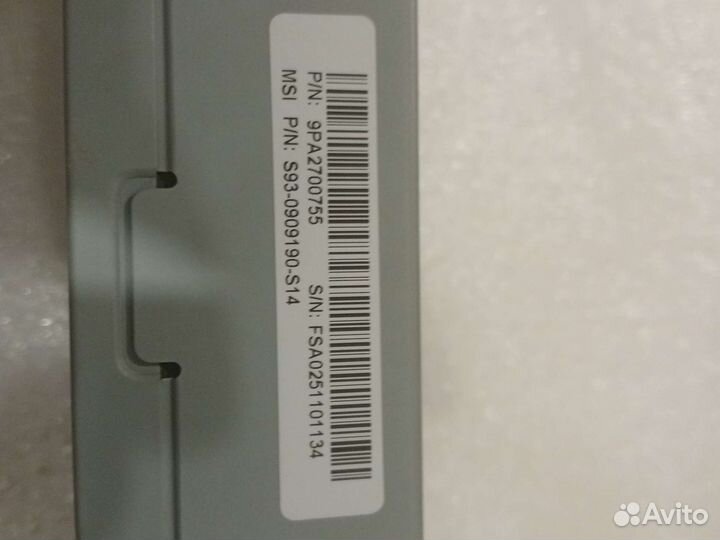 P/N: 9PA2700755 S/N: FSA0251101134
MSI P/N: S93-0909190-S14
Avito